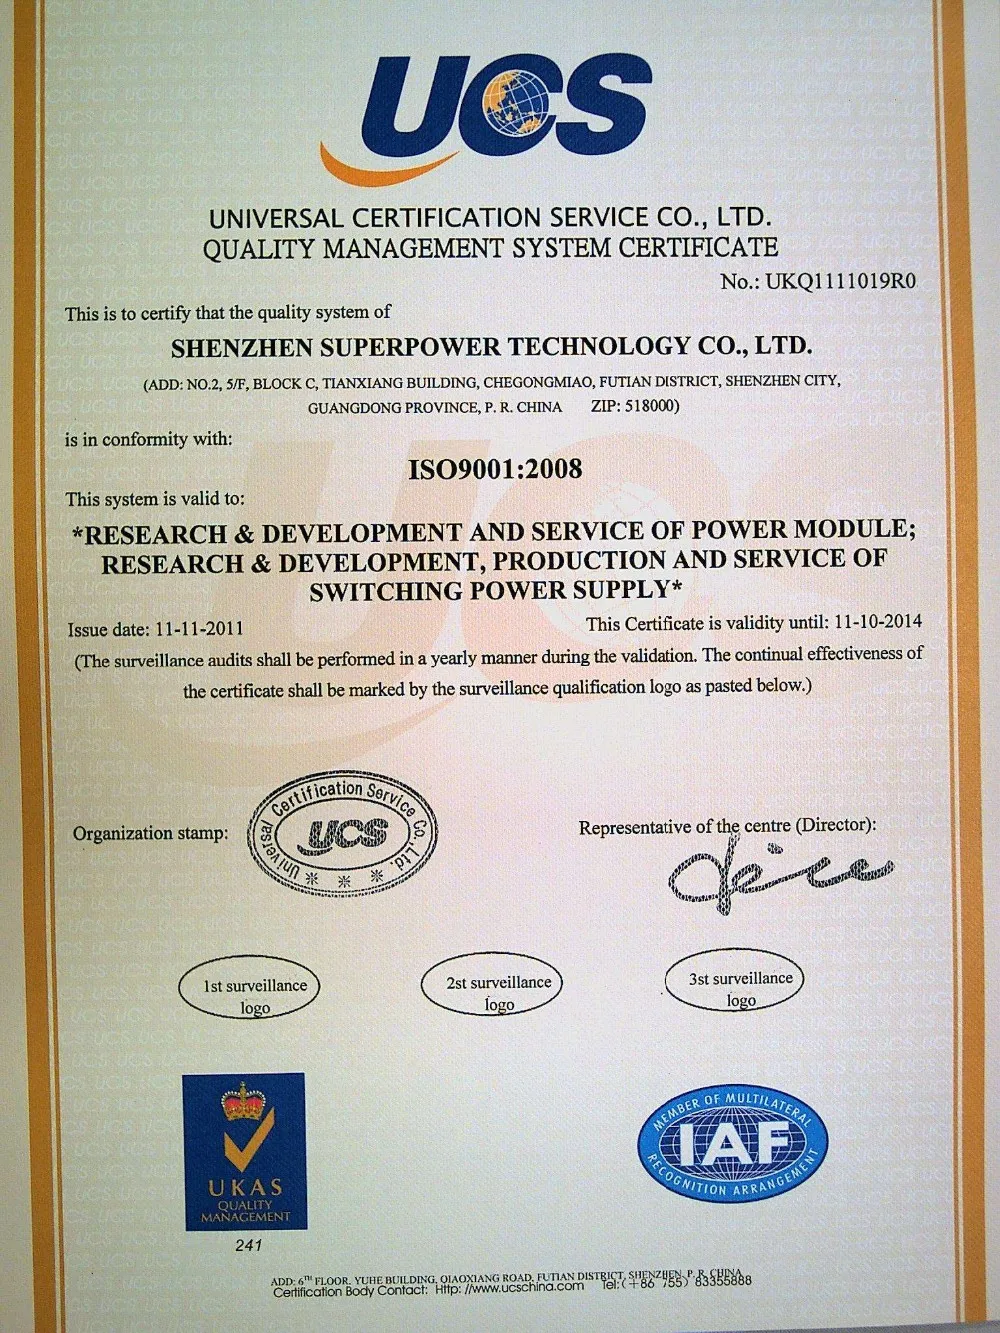 UCS
UNIVERSAL CERTIFICATION SERVICE CO., LTD.
QUALITY MANAGEMENT SYSTEM CERTIFICATE
No.: UKQ1111019R0
This is to certify that the quality system of
SHENZHEN SUPERPOWER TECHNOLOGY CO., LTD.
(ADD: NO.2, 5/F, BLOCK C, TIANXIANG BUILDING, CHEGONGMIAO, FUTIAN DISTRICT, SHENZHEN CITY,
GUANGDONG PROVINCE, P. R. CHINA ZIP: 518000)
is in conformity with:
ISO9001:2008
This system is valid to:
*RESEARCH & DEVELOPMENT AND SERVICE OF POWER MODULE;
RESEARCH & DEVELOPMENT, PRODUCTION AND SERVICE OF
SWITCHING POWER SUPPLY*
Issue date: 11-11-2011 This Certificate is validity until: 11-10-2014
(The surveillance audits shall be performed in a yearly manner during the validation. The continual effectiveness of
the certificate shall be marked by the surveillance qualification logo as pasted below.)
Organization stamp:
Universal Certification Service Co.,Ltd.
UCS
Representative of the centre (Director):
1st surveillance
logo
2st surveillance
logo
3st surveillance
logo
UKAS
QUALITY
MANAGEMENT
241
MEMBER OF MULTILATERAL
IAF
RECOGNITION ARRANGEMENT
ADD: 6TH FLOOR, YUHE BUILDING, QIAOXIANG ROAD, FUTIAN DISTRICT, SHENZHEN, P. R. CHINA
Certification Body Contact: Http: //www.ucschina.com Tel:(+86 755) 83355888